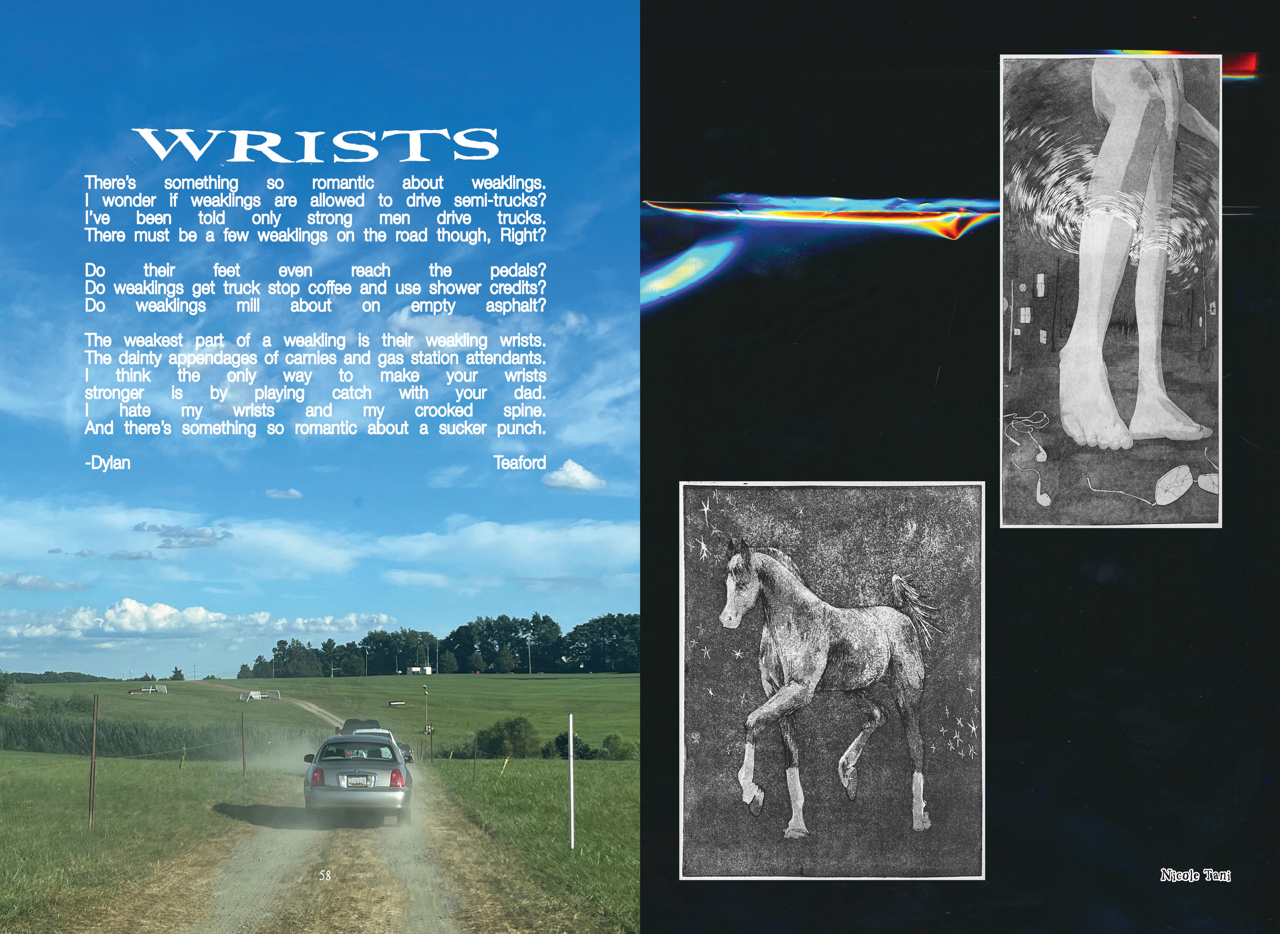 WRISTS
There's something so romantic about weaklings.
I wonder if weaklings are allowed to drive semi-trucks?
I've been told only strong men drive trucks.
There must be a few weaklings on the road though, Right?
Do their feet even reach the pedals?
Do weaklings get truck stop coffee and use shower credits?
Do weaklings mill about on empty asphalt?
The weakest part of a weakling is their weakling wrists.
The dainty appendages of carnies and gas station attendants.
I think the only way to make your wrists
stronger is by playing catch with your dad.
I hate my wrists and my crooked spine.
And there's something so romantic about a sucker punch.
-Dylan Teaford
58
Nicole Tani